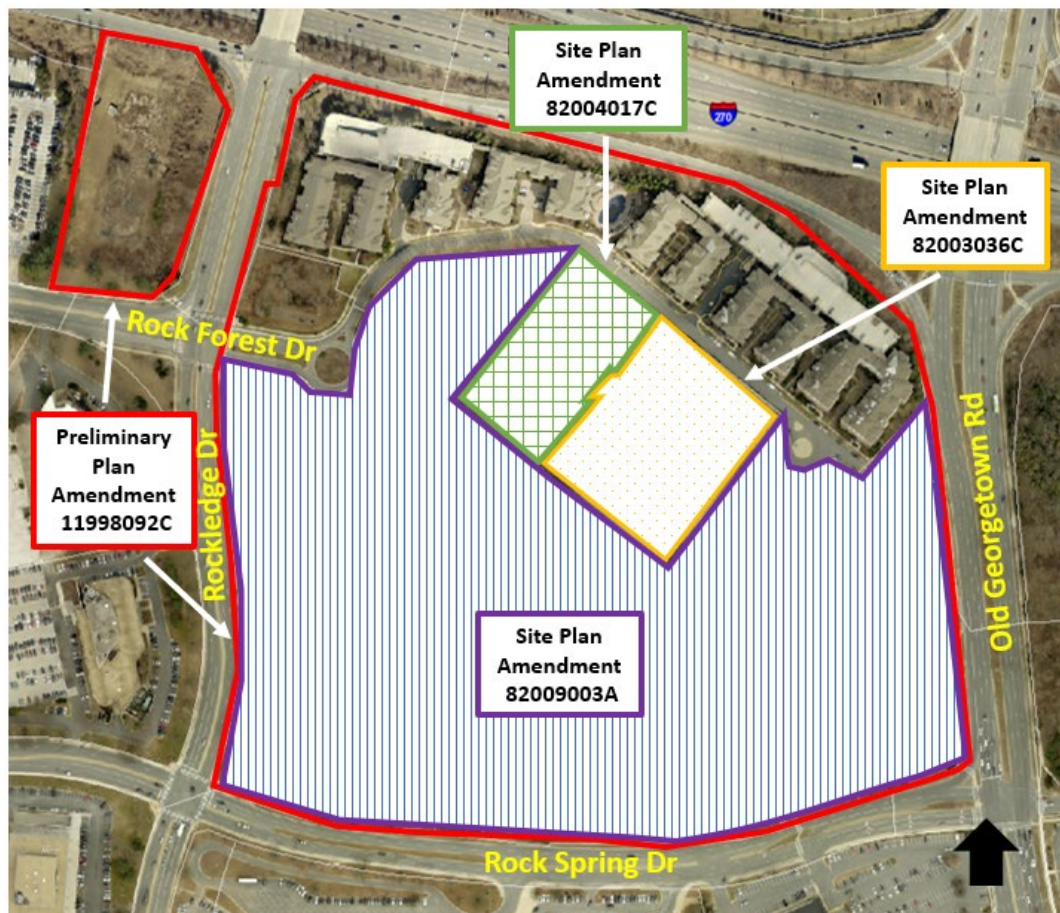 Site Plan
Amendment
82004017C
270
Site Plan
Amendment
82003036C
Rock Forest Dr
Preliminary
Plan
Amendment
11998092C
Rockledge Dr
Old Georgetown Rd
Site Plan
Amendment
82009003A
Rock Spring Dr